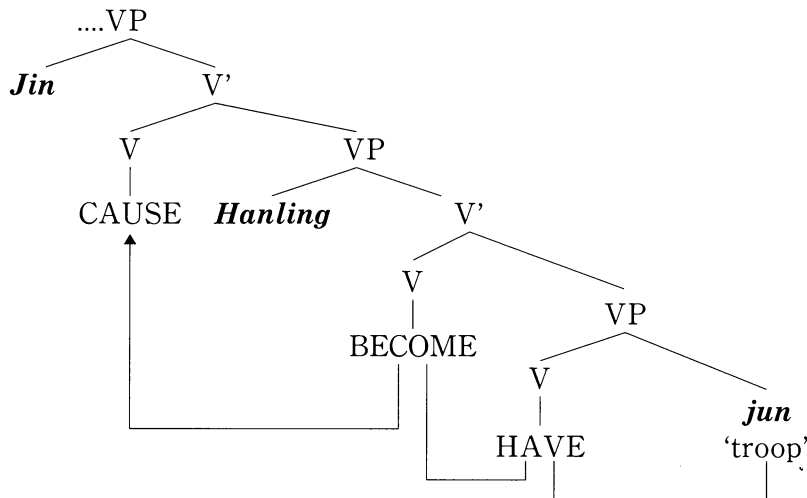 ....VP
Jin V'
V VP
CAUSE Hanling V'
V VP
BECOME V jun
HAVE 'troop'